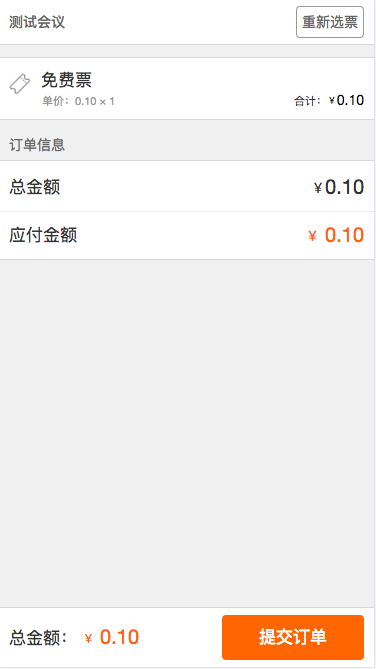 测试会议 重新选票
免费票
单价：0.10 × 1 合计：¥0.10
订单信息
总金额 ¥0.10
应付金额 ¥ 0.10
总金额： ¥ 0.10 提交订单